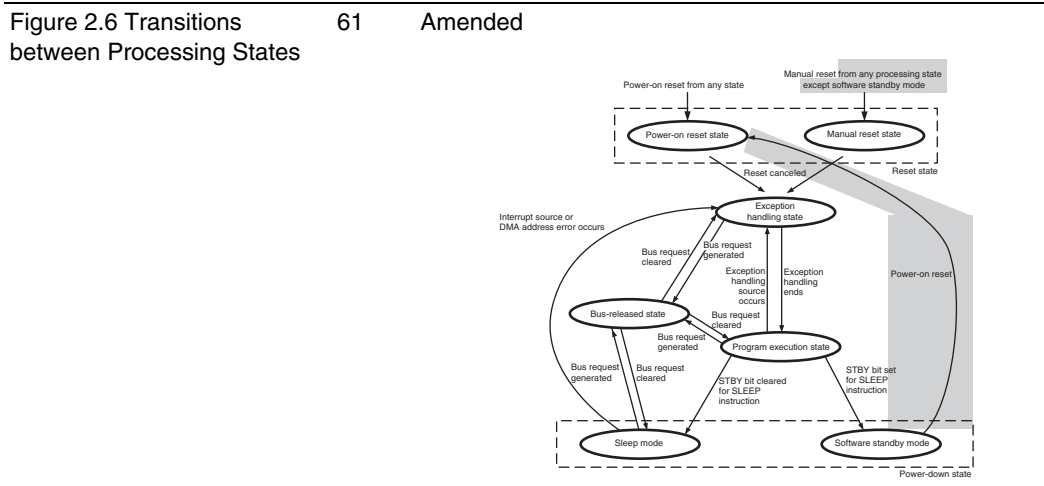 Figure 2.6 Transitions
between Processing States
61
Amended
Power-on reset from any state
Manual reset from any processing state
except software standby mode
Power-on reset state
Manual reset state
Reset canceled
Reset state
Exception
handling state
Interrupt source or
DMA address error occurs
Bus request
cleared
Bus request
generated
Exception
handling
source
occurs
Exception
handling
ends
Power-on reset
Bus-released state
Bus request
cleared
Bus request
generated
Program execution state
Bus request
generated
Bus request
cleared
STBY bit cleared
for SLEEP
instruction
STBY bit set
for SLEEP
instruction
Sleep mode
Software standby mode
Power-down state